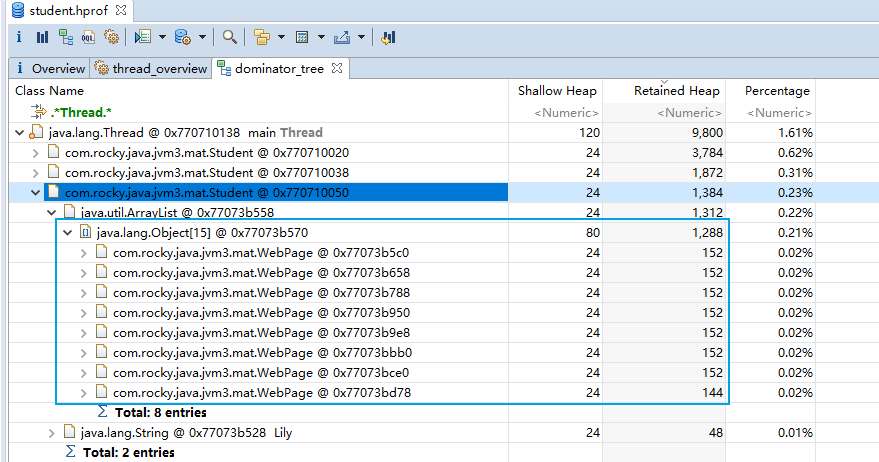 student.hprof
i OQL
i Overview thread_overview dominator_tree
Class Name Shallow Heap Retained Heap Percentage
.*Thread.* <Numeric> <Numeric> <Numeric>
java.lang.Thread @ 0x770710138 main Thread 120 9,800 1.61%
com.rocky.java.jvm3.mat.Student @ 0x770710020 24 3,784 0.62%
com.rocky.java.jvm3.mat.Student @ 0x770710038 24 1,872 0.31%
com.rocky.java.jvm3.mat.Student @ 0x770710050 24 1,384 0.23%
java.util.ArrayList @ 0x77073b558 24 1,312 0.22%
java.lang.Object[15] @ 0x77073b570 80 1,288 0.21%
com.rocky.java.jvm3.mat.WebPage @ 0x77073b5c0 24 152 0.02%
com.rocky.java.jvm3.mat.WebPage @ 0x77073b658 24 152 0.02%
com.rocky.java.jvm3.mat.WebPage @ 0x77073b788 24 152 0.02%
com.rocky.java.jvm3.mat.WebPage @ 0x77073b950 24 152 0.02%
com.rocky.java.jvm3.mat.WebPage @ 0x77073b9e8 24 152 0.02%
com.rocky.java.jvm3.mat.WebPage @ 0x77073bbb0 24 152 0.02%
com.rocky.java.jvm3.mat.WebPage @ 0x77073bce0 24 152 0.02%
com.rocky.java.jvm3.mat.WebPage @ 0x77073bd78 24 144 0.02%
Σ Total: 8 entries
java.lang.String @ 0x77073b528 Lily 24 48 0.01%
Σ Total: 2 entries